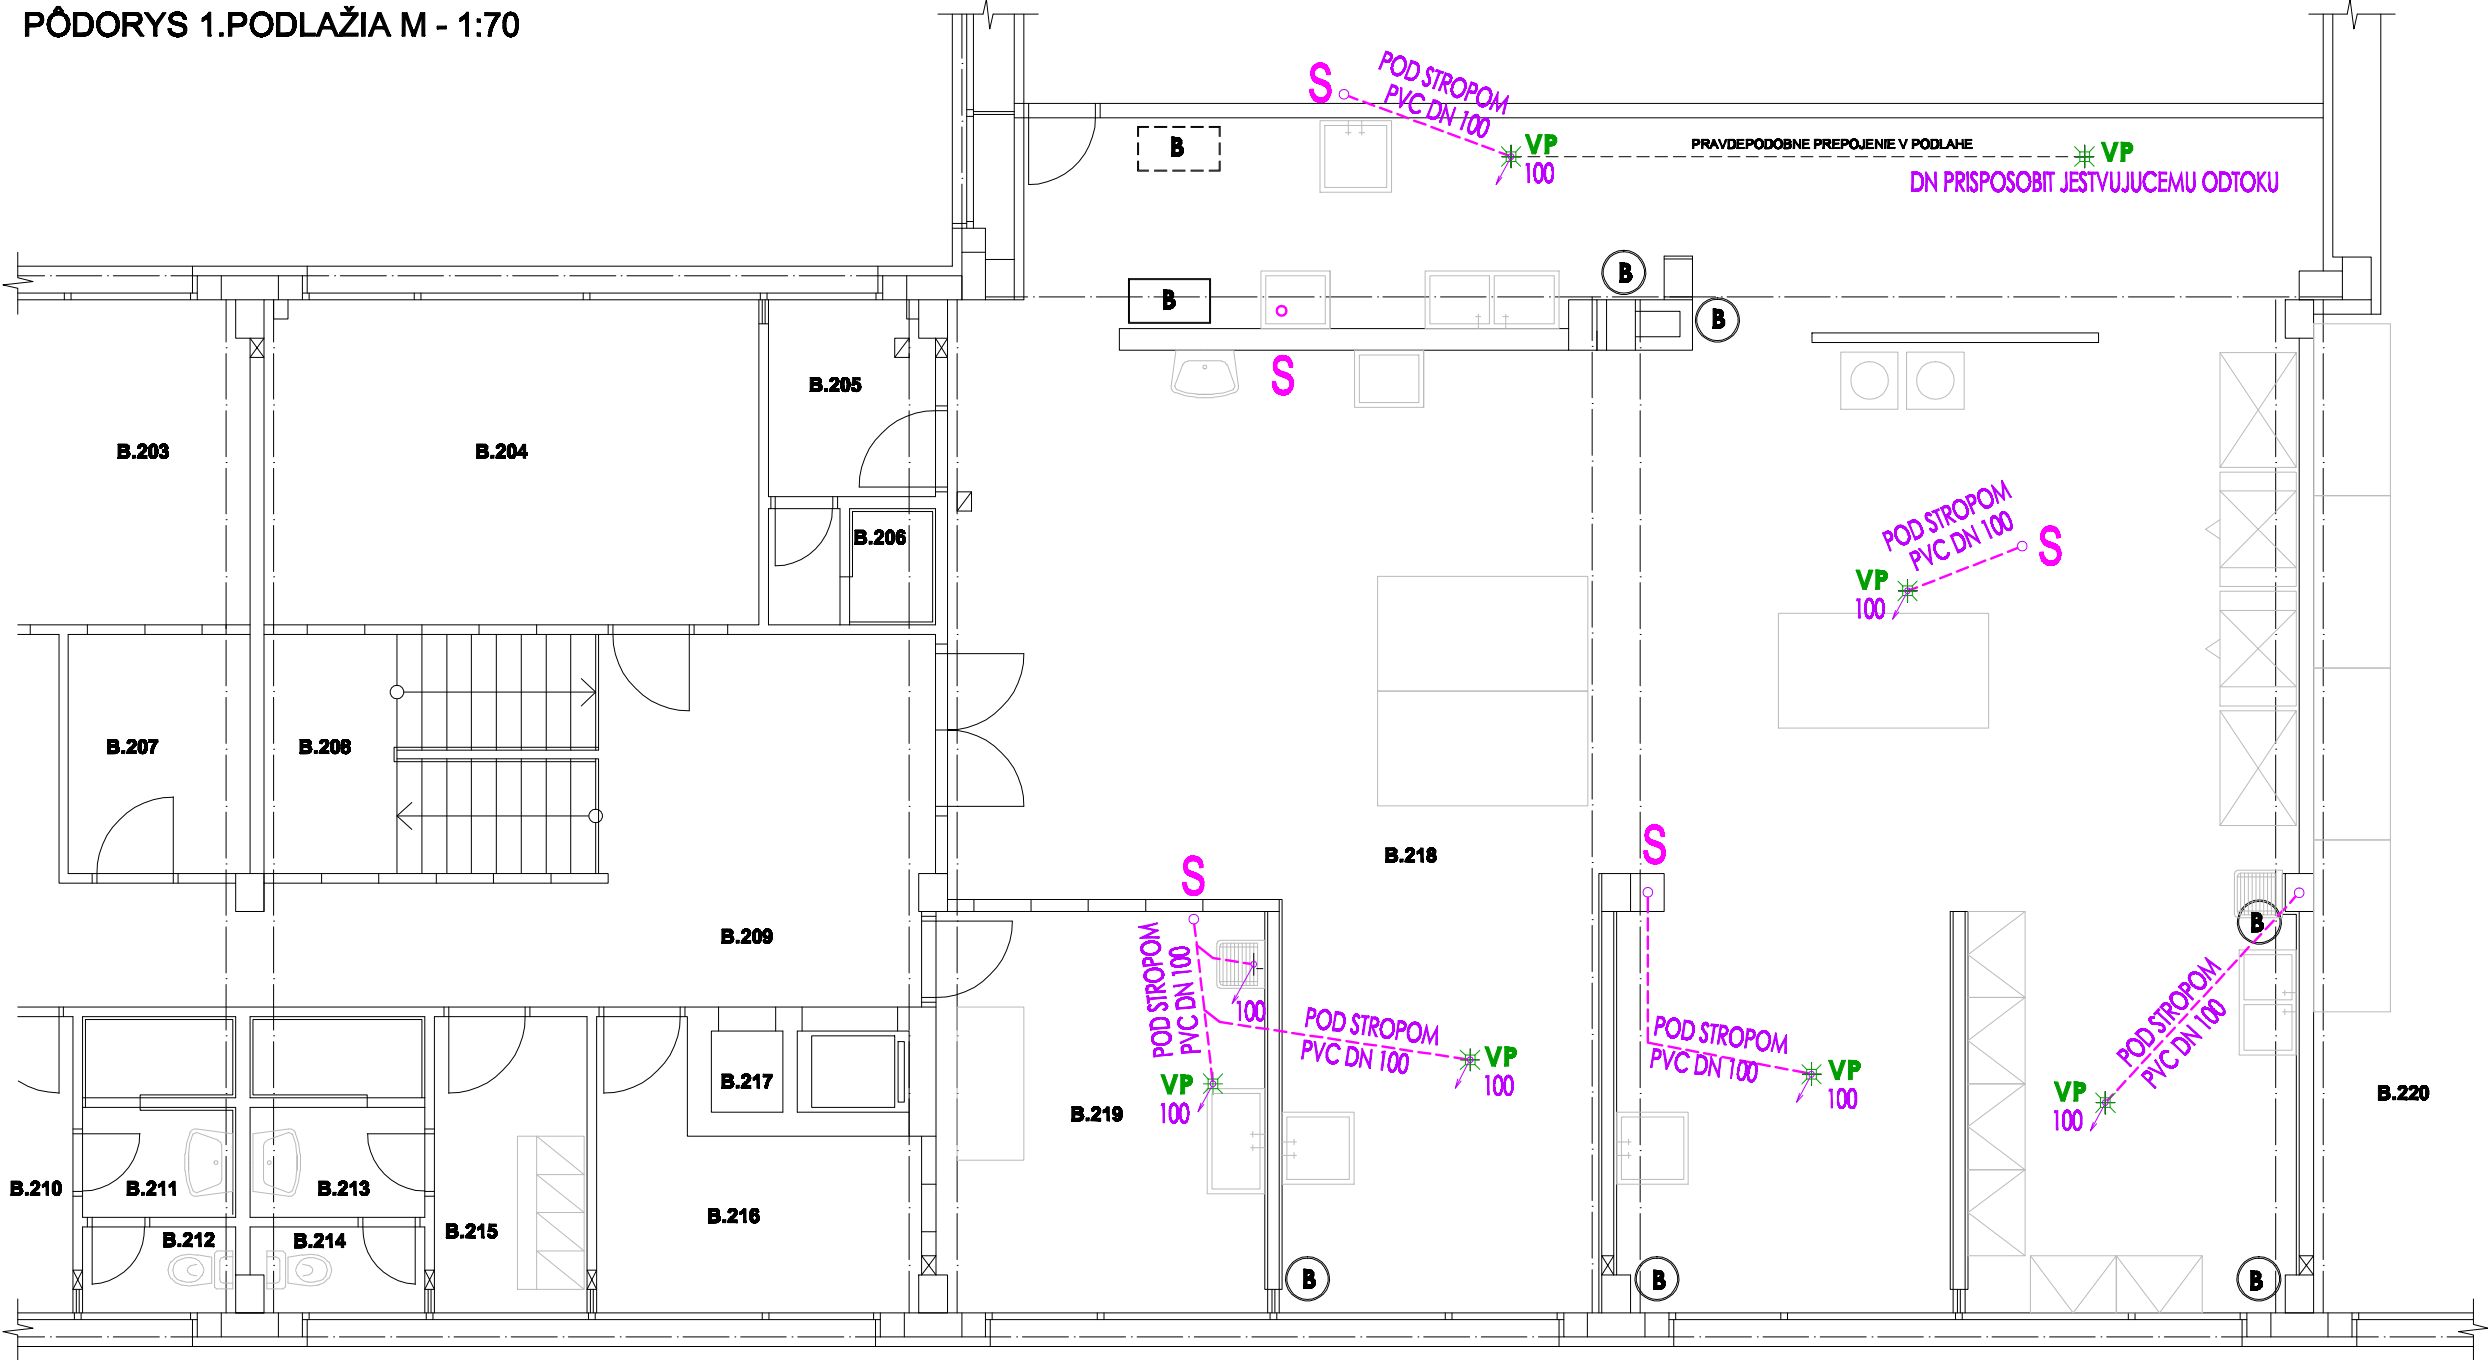 PÔDORYS 1.PODLAŽIA M - 1:70
S
POD STROPOM
PVC DN 100
VP
100
PRAVDEPODOBNE PREPOJENIE V PODLAHE
VP
DN PRISPOSOBIT JESTVUJUCEMU ODTOKU
B
B
B
B
S
B.205
B.203
B.204
B.206
POD STROPOM
PVC DN 100
S
VP
100
B.207
B.208
B.218
S
S
B.209
B
POD STROPOM
PVC DN 100
100
POD STROPOM
PVC DN 100
VP
100
VP
100
POD STROPOM
PVC DN 100
VP
100
POD STROPOM
PVC DN 100
VP
100
B.217
B.219
B.220
B.210
B.211
B.213
B.215
B.216
B.212
B.214
B
B
B